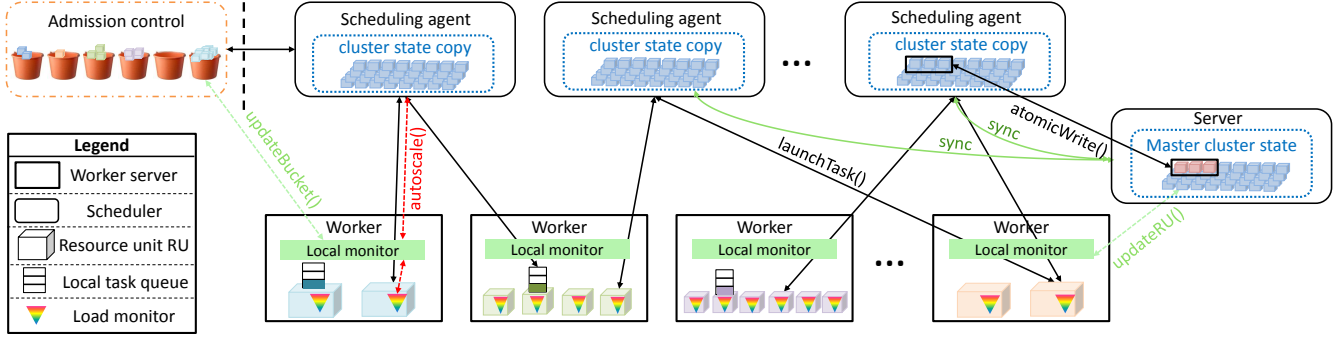 Admission control
Scheduling agent
cluster state copy
Scheduling agent
cluster state copy
...
Scheduling agent
cluster state copy
updateBucket()
autoscale()
launchTask()
sync
sync
atomicWrite()
Server
Master cluster state
updateRU()
Legend
Worker server
Scheduler
Resource unit RU
Local task queue
Load monitor
Worker
Local monitor
Worker
Local monitor
Worker
Local monitor
...
Worker
Local monitor